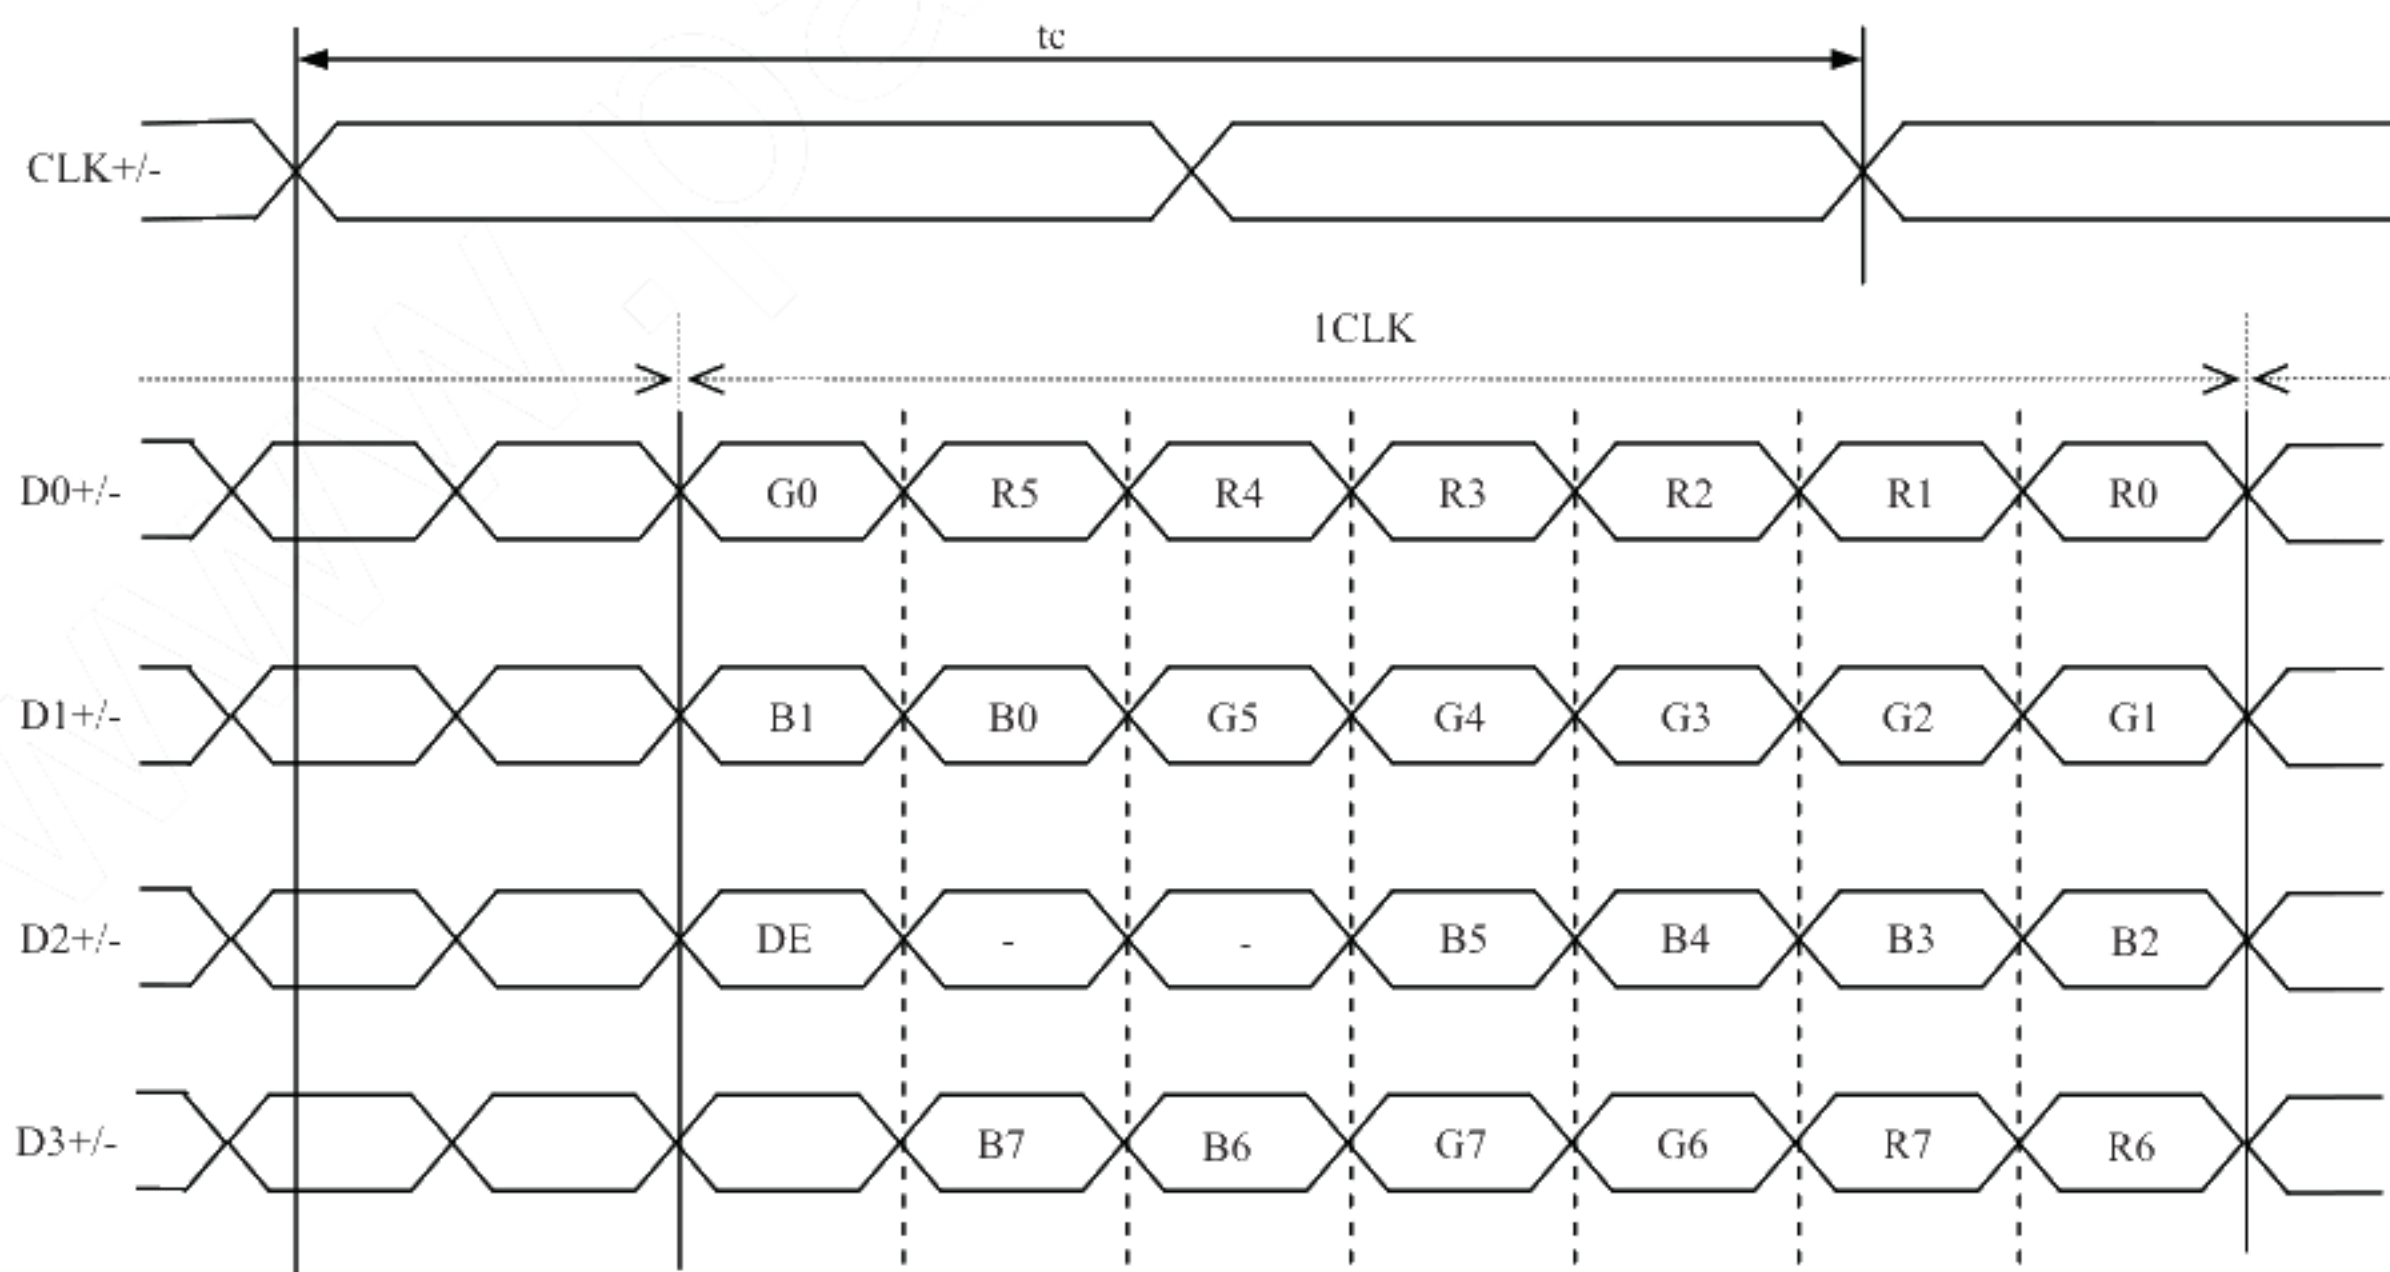 tc
CLK+/-
1CLK
D0+/- G0 R5 R4 R3 R2 R1 R0
D1+/- B1 B0 G5 G4 G3 G2 G1
D2+/- DE - - B5 B4 B3 B2
D3+/- B7 B6 G7 G6 R7 R6